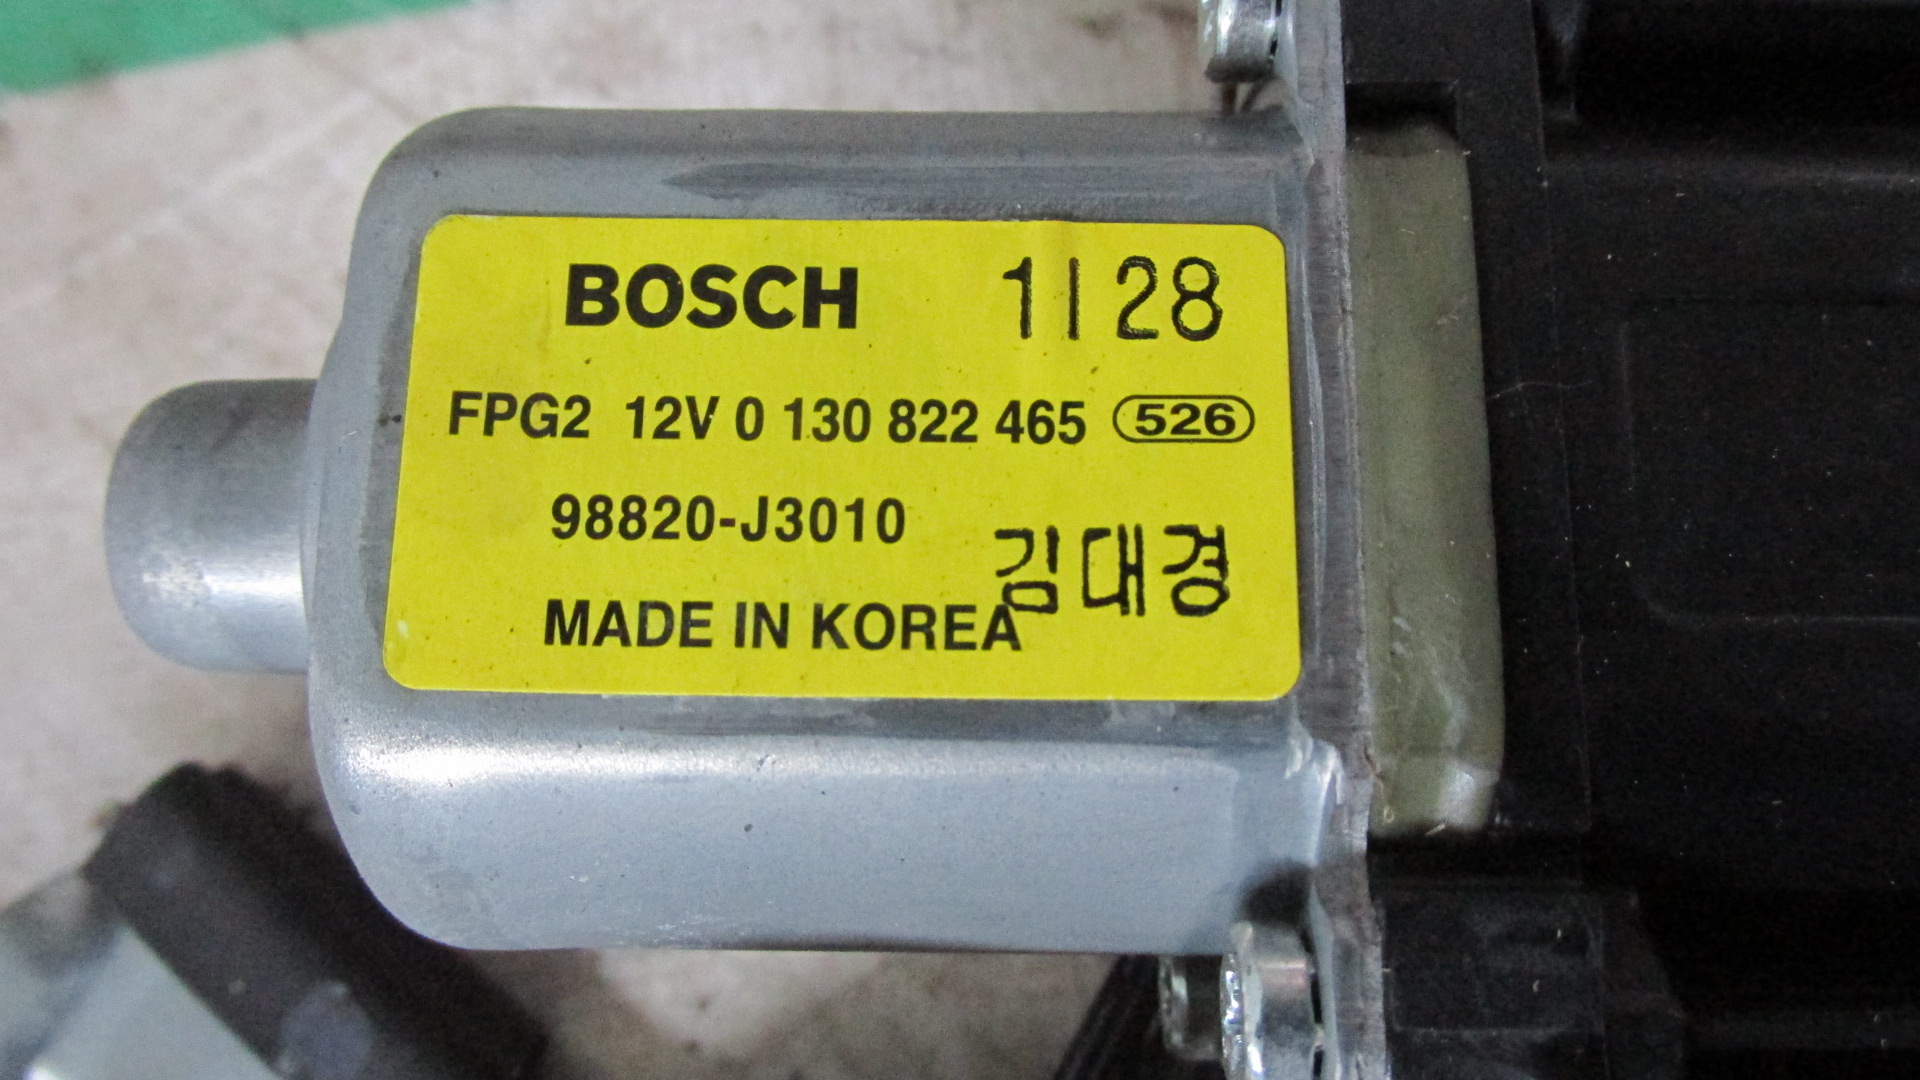 BOSCH 1128
FPG2 12V 0 130 822 465 526
98820-J3010
김대경
MADE IN KOREA